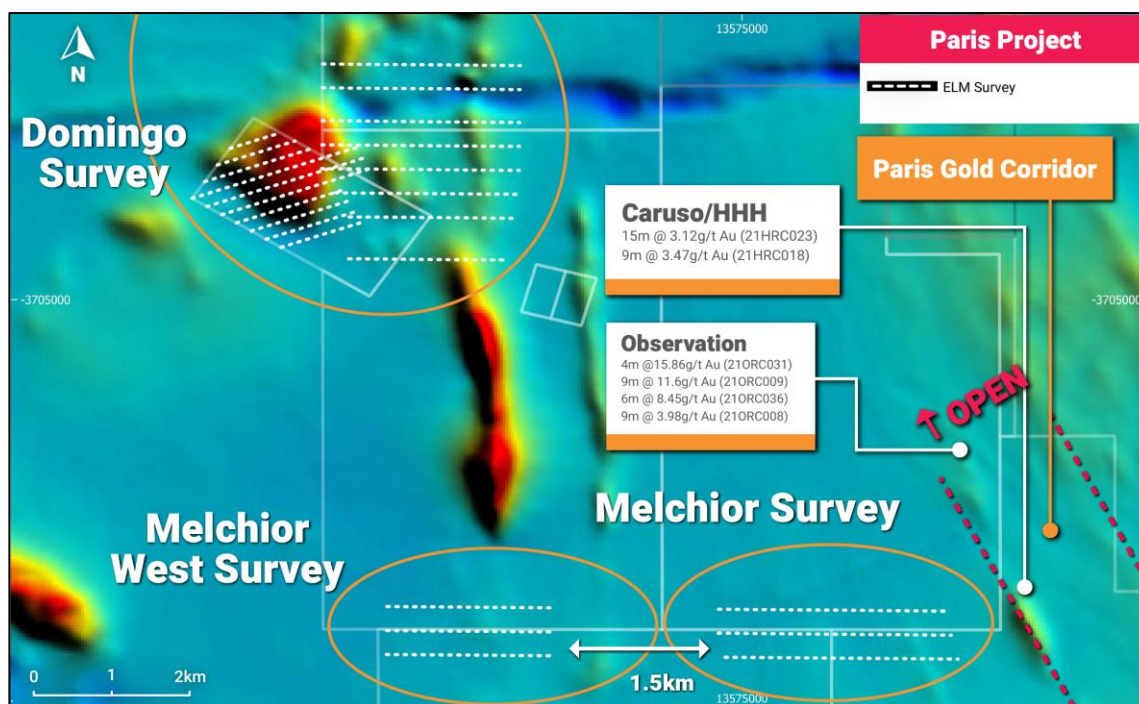 13575000
N
Paris Project
ELM Survey
Domingo
Survey
Paris Gold Corridor
Caruso/HHH
15m @ 3.12g/t Au (21HRC023)
9m @ 3.47g/t Au (21HRC018)
-3705000
-3705000
Observation
4m @15.86g/t Au (21ORC031)
9m @ 11.6g/t Au (21ORC009)
6m @ 8.45g/t Au (21ORC036)
9m @ 3.98g/t Au (21ORC008)
OPEN
Melchior Survey
Melchior
West Survey
0 1 2km
1.5km
13575000